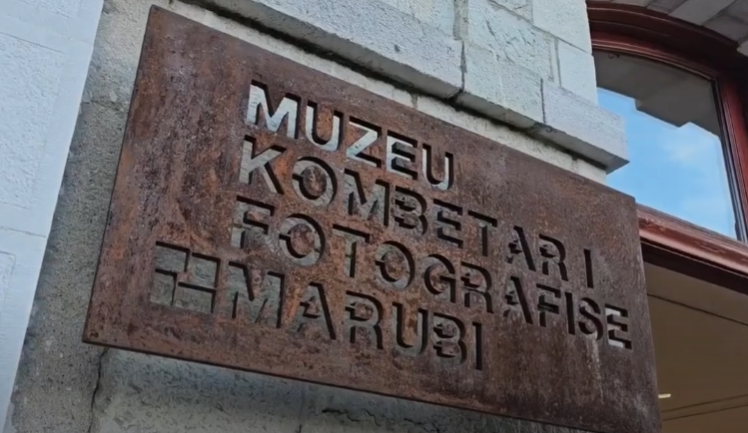 MUZEU
KOMBETAR I
FOTOGRAFISE
MARUBI